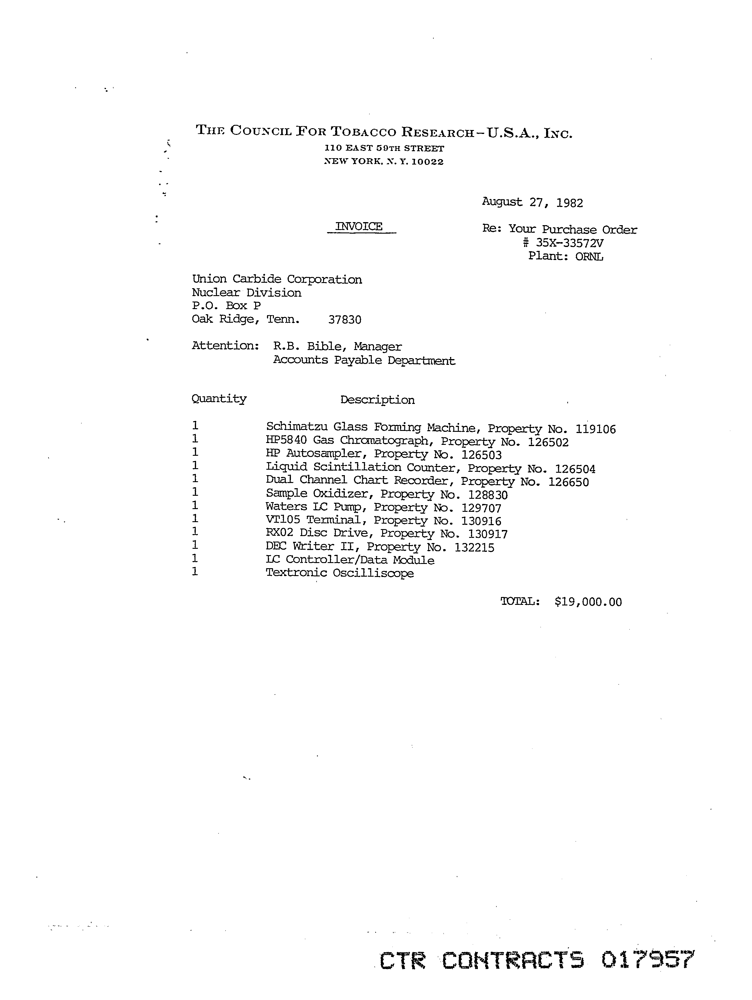 THE COUNCIL FOR TOBACCO RESEARCH-U.S.A., INC.
110 EAST 59TH STREET
NEW YORK, N. Y. 10022
August 27, 1982
INVOICE
Re: Your Purchase Order
# 35X-33572V
Plant: ORNL
Union Carbide Corporation
Nuclear Division
P.O. Box P
Oak Ridge, Tenn. 37830
Attention: R.B. Bible, Manager
Accounts Payable Department
Quantity Description
1 Schimatzu Glass Forming Machine, Property No. 119106
1 HP5840 Gas Chromatograph, Property No. 126502
1 HP Autosampler, Property No. 126503
1 Liquid Scintillation Counter, Property No. 126504
1 Dual Channel Chart Recorder, Property No. 126650
1 Sample Oxidizer, Property No. 128830
1 Waters LC Pump, Property No. 129707
1 VT105 Terminal, Property No. 130916
1 RX02 Disc Drive, Property No. 130917
1 DEC Writer II, Property No. 132215
1 LC Controller/Data Module
1 Textronic Oscilliscope
TOTAL: $19,000.00
CTR CONTRACTS 017957